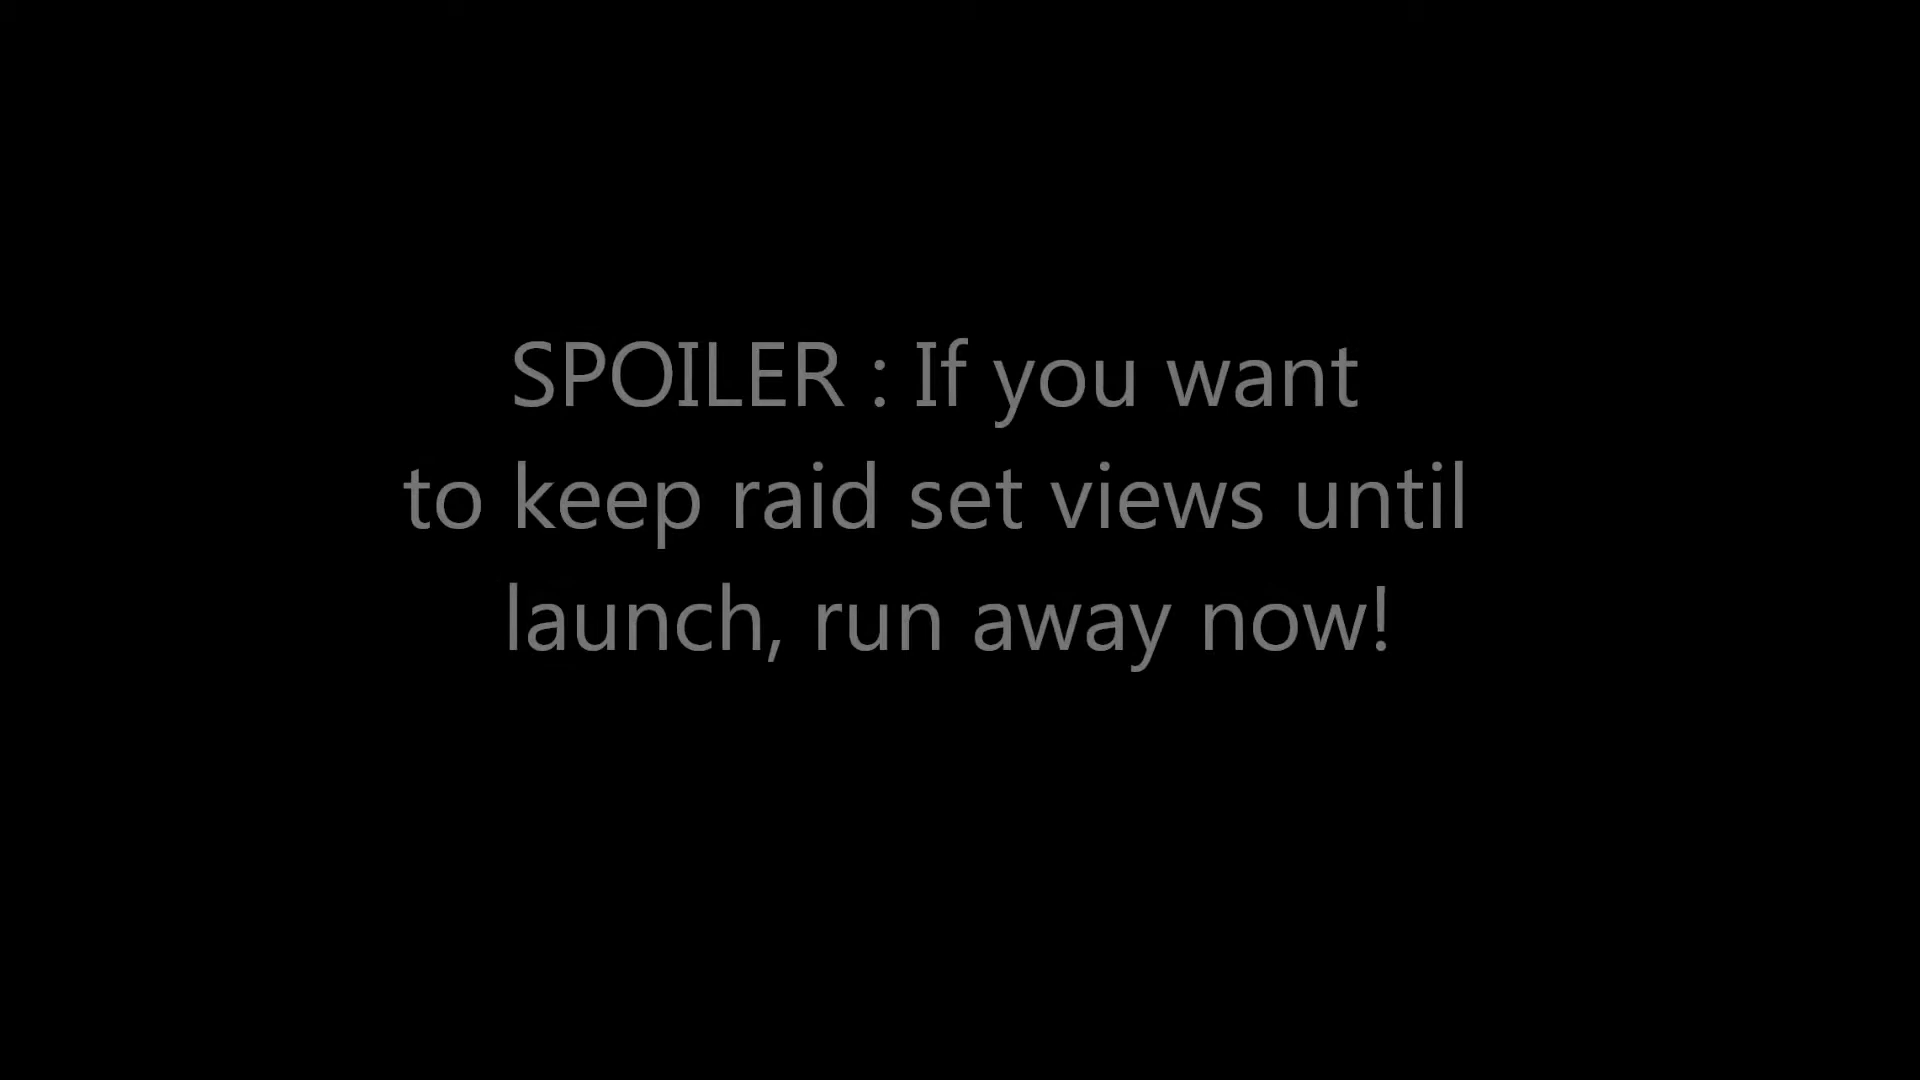 SPOILER : If you want
to keep raid set views until
launch, run away now!